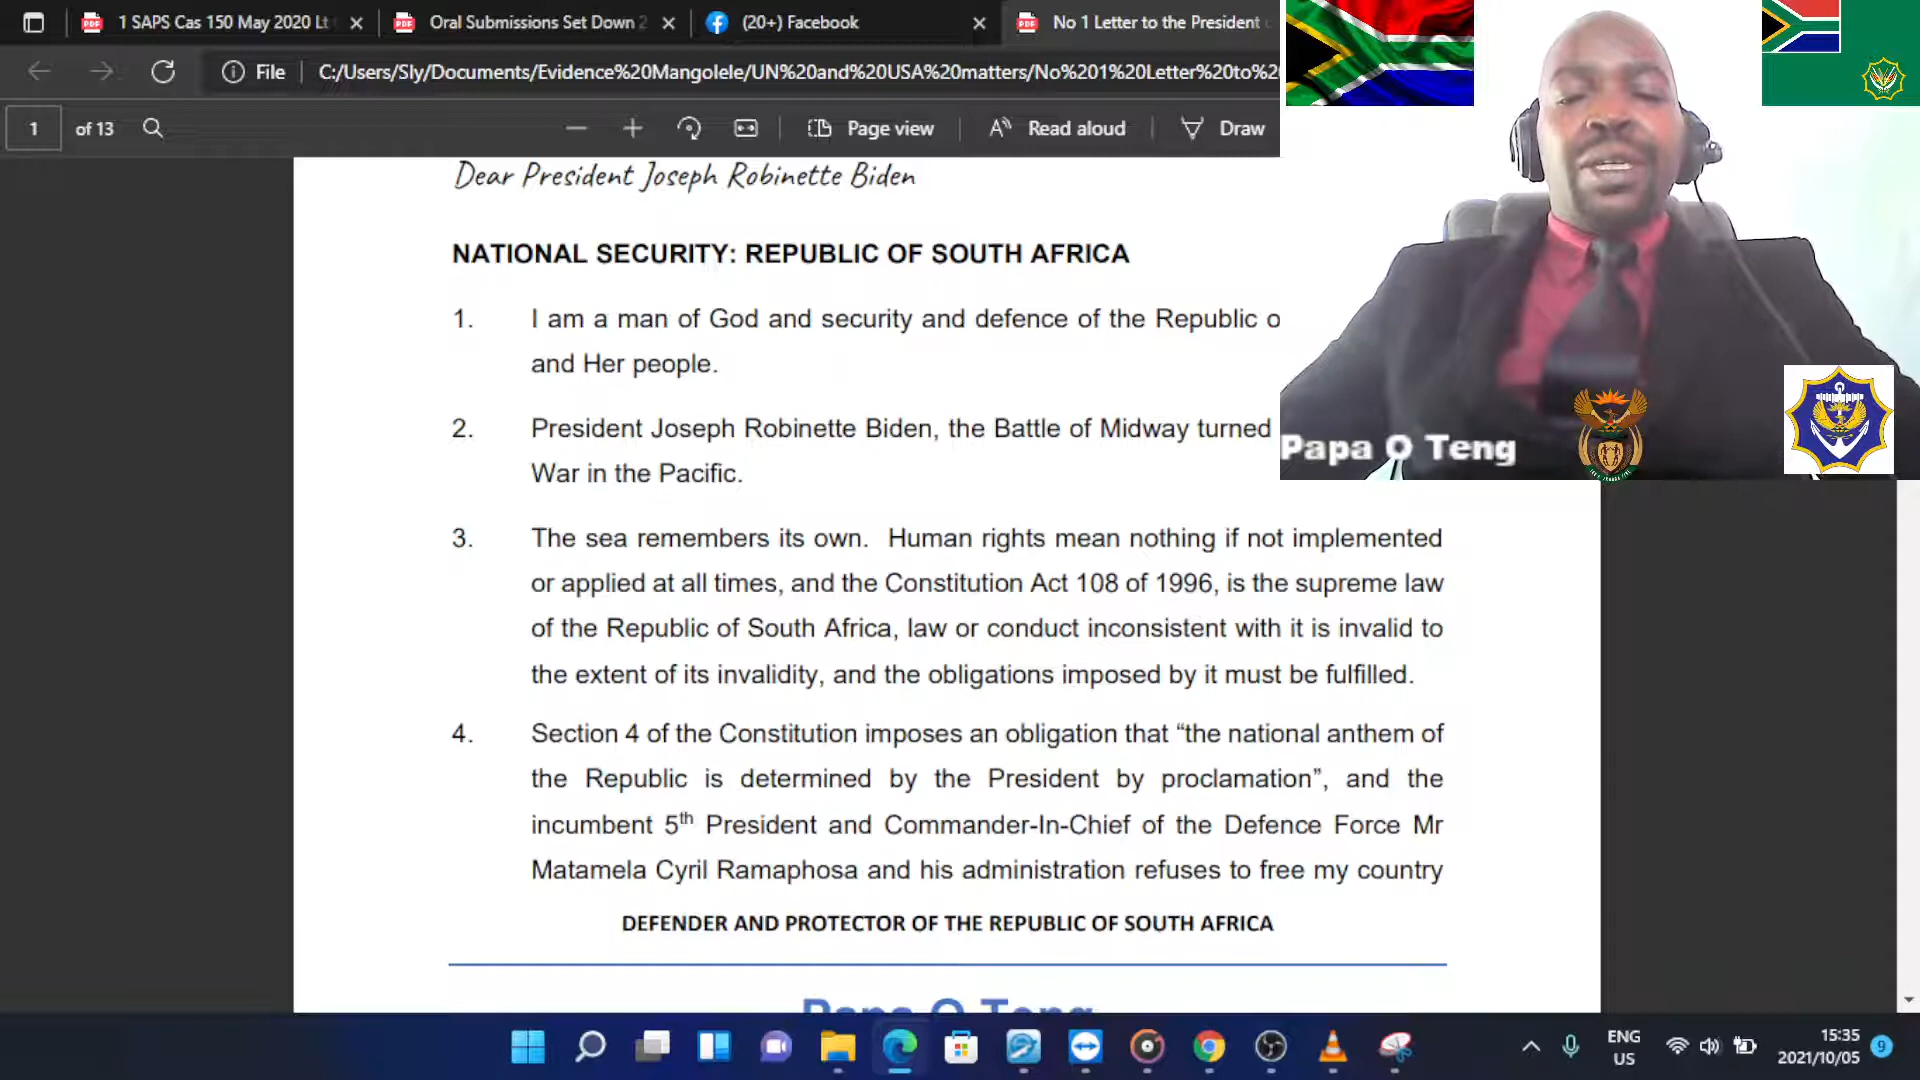 1 SAPS Cas 150 May 2020 Lt
Oral Submissions Set Down 2
(20+) Facebook
No 1 Letter to the President
File
C:/Users/Sly/Documents/Evidence%20Mangolele/UN%20and%20USA%20matters/No%201%20Letter%20to%20
1
of 13
Page view
Read aloud
Draw
Dear President Joseph Robinette Biden
NATIONAL SECURITY: REPUBLIC OF SOUTH AFRICA
1. I am a man of God and security and defence of the Republic o
and Her people.
2. President Joseph Robinette Biden, the Battle of Midway turned
War in the Pacific.
3. The sea remembers its own. Human rights mean nothing if not implemented
or applied at all times, and the Constitution Act 108 of 1996, is the supreme law
of the Republic of South Africa, law or conduct inconsistent with it is invalid to
the extent of its invalidity, and the obligations imposed by it must be fulfilled.
4. Section 4 of the Constitution imposes an obligation that “the national anthem of
the Republic is determined by the President by proclamation”, and the
incumbent 5th President and Commander-In-Chief of the Defence Force Mr
Matamela Cyril Ramaphosa and his administration refuses to free my country
DEFENDER AND PROTECTOR OF THE REPUBLIC OF SOUTH AFRICA
Papa O Teng
Papa O Teng
ENG
US
15:35
2021/10/05
9